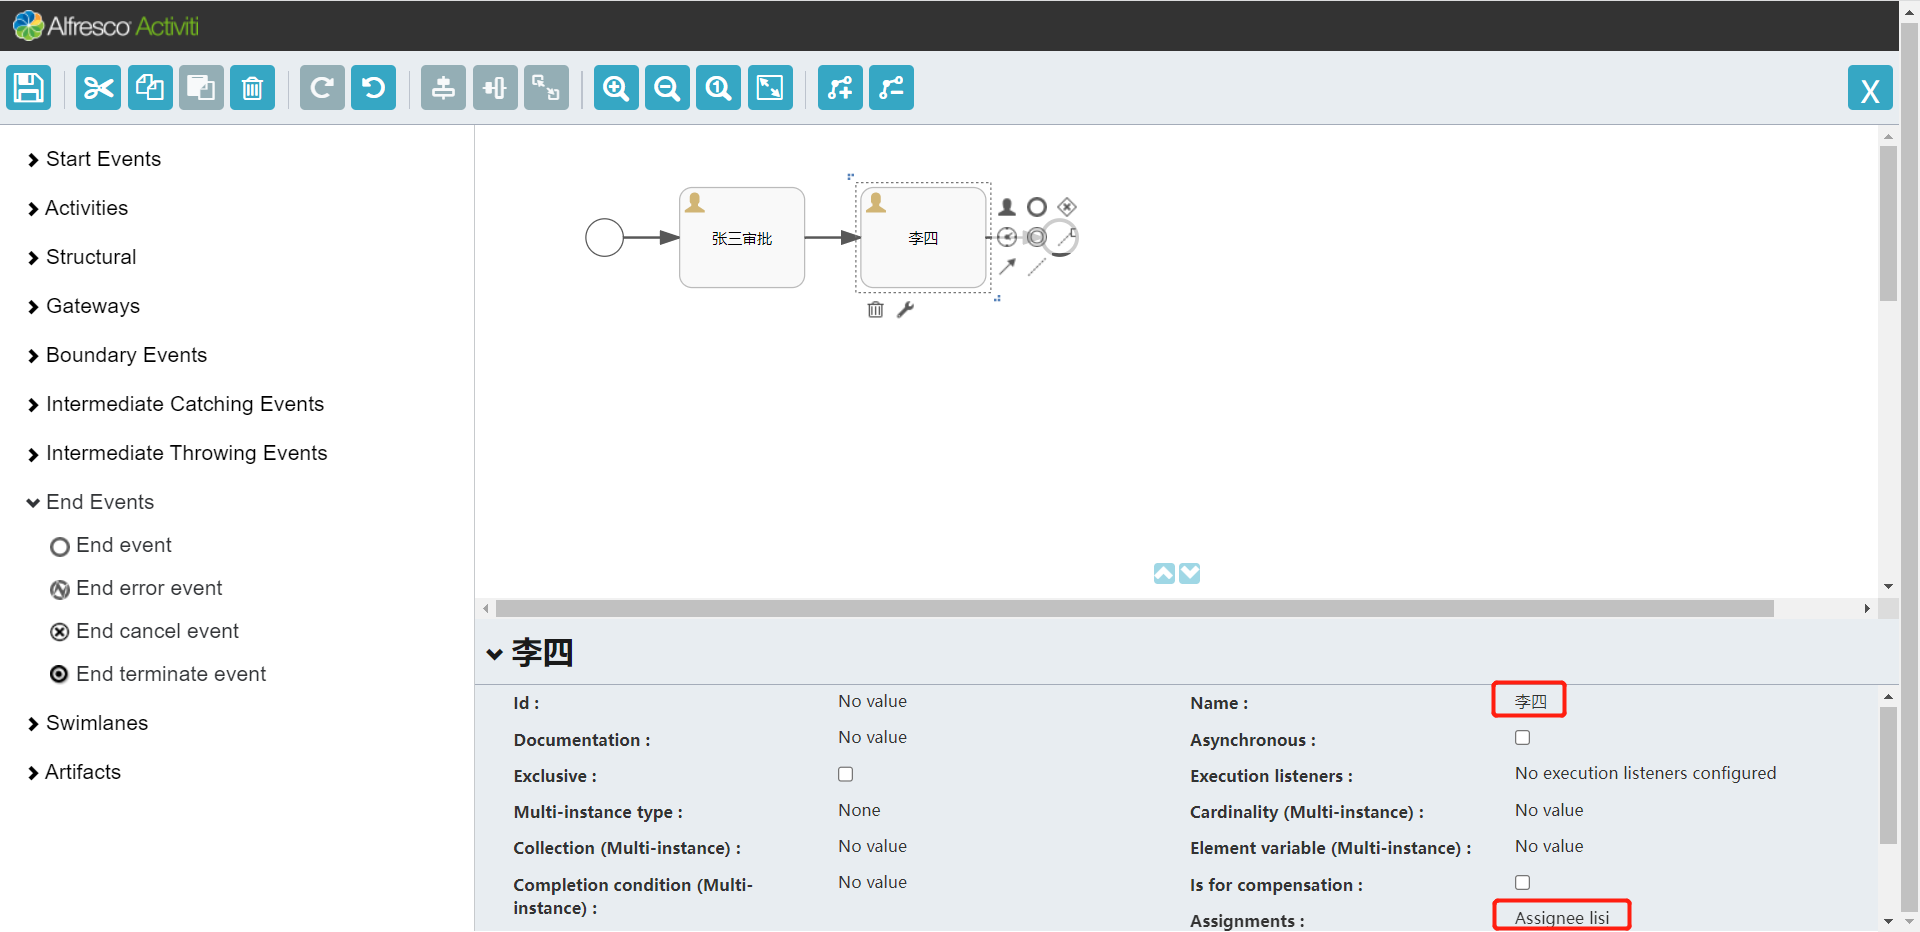 Alfresco Activiti
X
Start Events
Activities
Structural
Gateways
Boundary Events
Intermediate Catching Events
Intermediate Throwing Events
End Events
End event
End error event
End cancel event
End terminate event
Swimlanes
Artifacts
张三审批
李四
李四
Id :
No value
Name :
李四
Documentation :
No value
Asynchronous :
Exclusive :
Execution listeners :
No execution listeners configured
Multi-instance type :
None
Cardinality (Multi-instance) :
No value
Collection (Multi-instance) :
No value
Element variable (Multi-instance) :
No value
Completion condition (Multi-
instance) :
No value
Is for compensation :
Assignments :
Assignee lisi